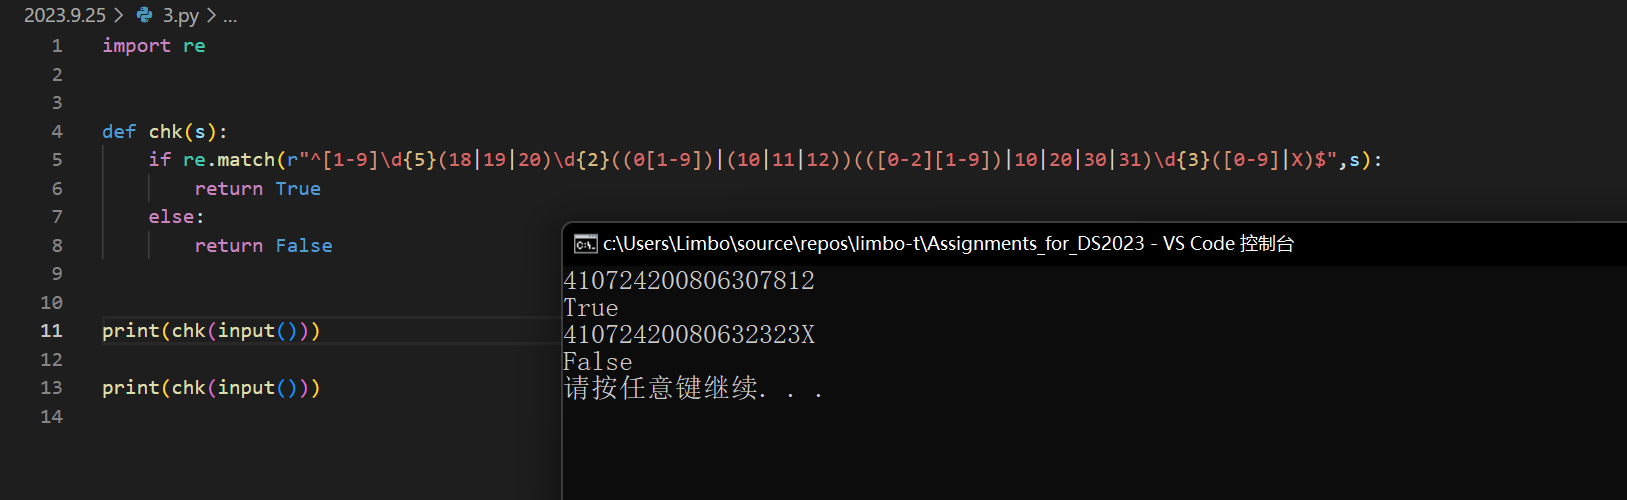 2023.9.25 > 3.py > ...
1 import re
2
3
4 def chk(s):
5 if re.match(r"^[1-9]\d{5}(18|19|20)\d{2}((0[1-9])|(10|11|12))(([0-2][1-9])|10|20|30|31)\d{3}([0-9]|X)$",s):
6 return True
7 else:
8 return False
9
10
11 print(chk(input()))
12
13 print(chk(input()))
14
c:\Users\Limbo\source\repos\limbo-t\Assignments_for_DS2023 - VS Code 控制台
410724200806307812
True
41072420080632323X
False
请按任意键继续. . .